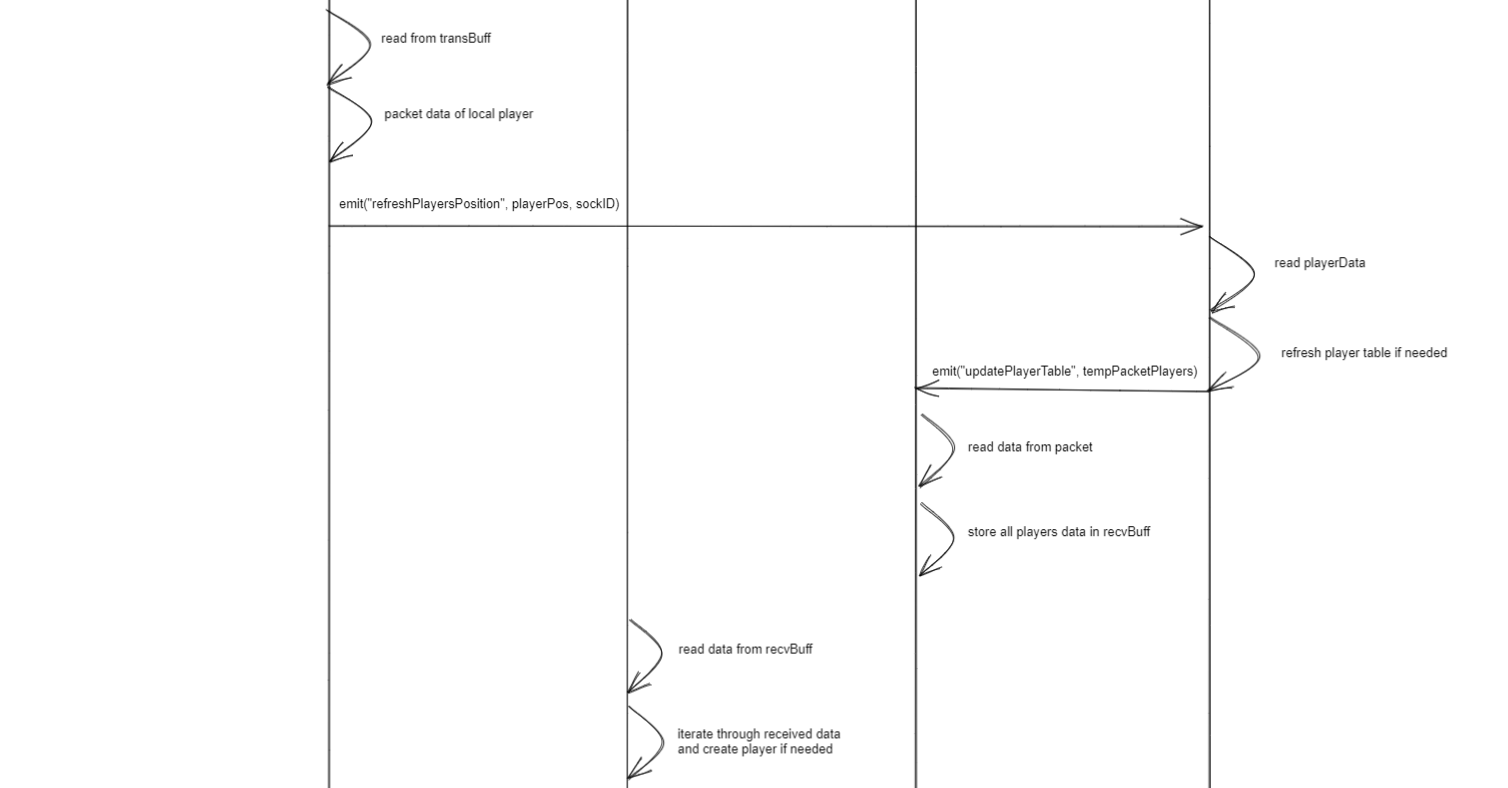 read from transBuff
packet data of local player
emit("refreshPlayersPosition", playerPos, sockID)
read playerData
refresh player table if needed
emit("updatePlayerTable", tempPacketPlayers)
read data from packet
store all players data in recvBuff
read data from recvBuff
iterate through received data
and create player if needed